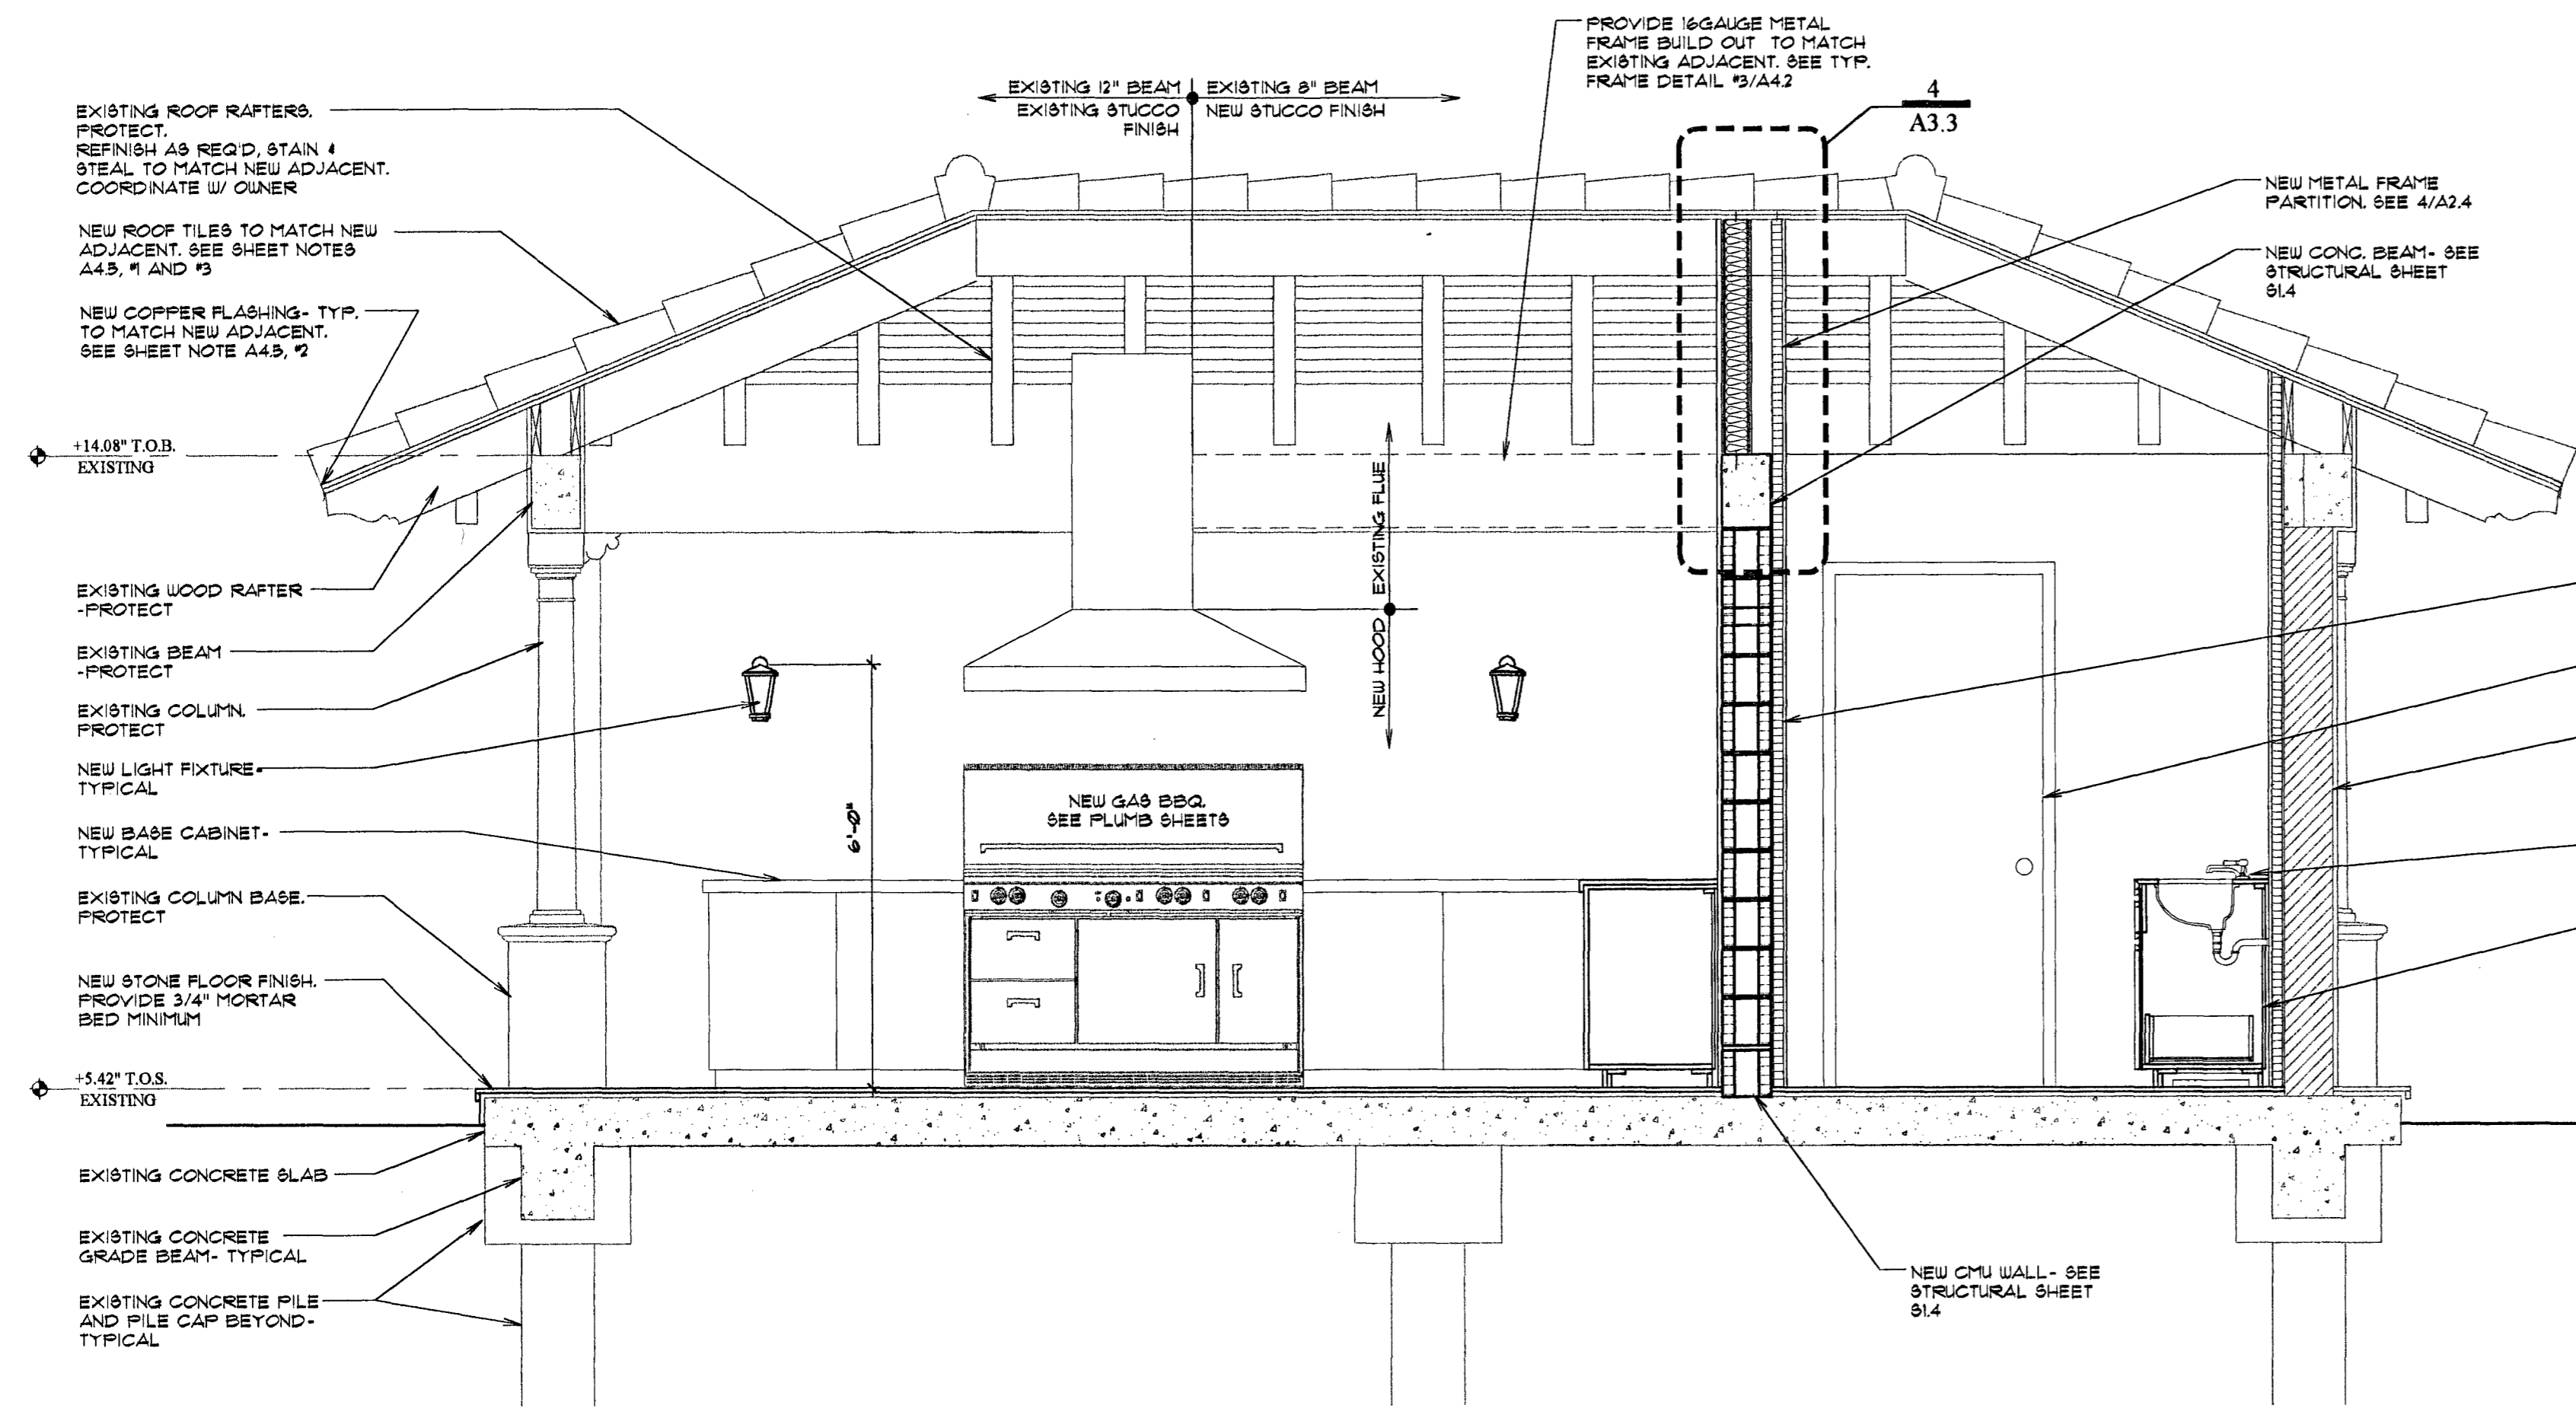 PROVIDE 16GAUGE METAL
FRAME BUILD OUT TO MATCH
EXISTING ADJACENT. SEE TYP.
FRAME DETAIL #3/A4.2
EXISTING 12" BEAM
EXISTING STUCCO
FINISH
EXISTING 8" BEAM
NEW STUCCO FINISH
4
A3.3
EXISTING ROOF RAFTERS.
PROTECT.
REFINISH AS REQ'D, STAIN &
STEAL TO MATCH NEW ADJACENT.
COORDINATE W/ OWNER
NEW ROOF TILES TO MATCH NEW
ADJACENT. SEE SHEET NOTES
A4.5, #1 AND #3
NEW COPPER FLASHING- TYP.
TO MATCH NEW ADJACENT.
SEE SHEET NOTE A4.5, #2
+14.08" T.O.B.
EXISTING
EXISTING WOOD RAFTER
-PROTECT
EXISTING BEAM
-PROTECT
EXISTING COLUMN.
PROTECT
NEW LIGHT FIXTURE-
TYPICAL
NEW BASE CABINET-
TYPICAL
EXISTING COLUMN BASE.
PROTECT
NEW STONE FLOOR FINISH.
PROVIDE 3/4" MORTAR
BED MINIMUM
+5.42" T.O.S.
EXISTING
EXISTING CONCRETE SLAB
EXISTING CONCRETE
GRADE BEAM- TYPICAL
EXISTING CONCRETE PILE
AND PILE CAP BEYOND-
TYPICAL
6'-0"
NEW GAS BBQ.
SEE PLUMB SHEETS
EXISTING FLUE
NEW HOOD
NEW METAL FRAME
PARTITION. SEE 4/A2.4
NEW CONC. BEAM- SEE
STRUCTURAL SHEET
S1.4
NEW CMU WALL- SEE
STRUCTURAL SHEET
S1.4